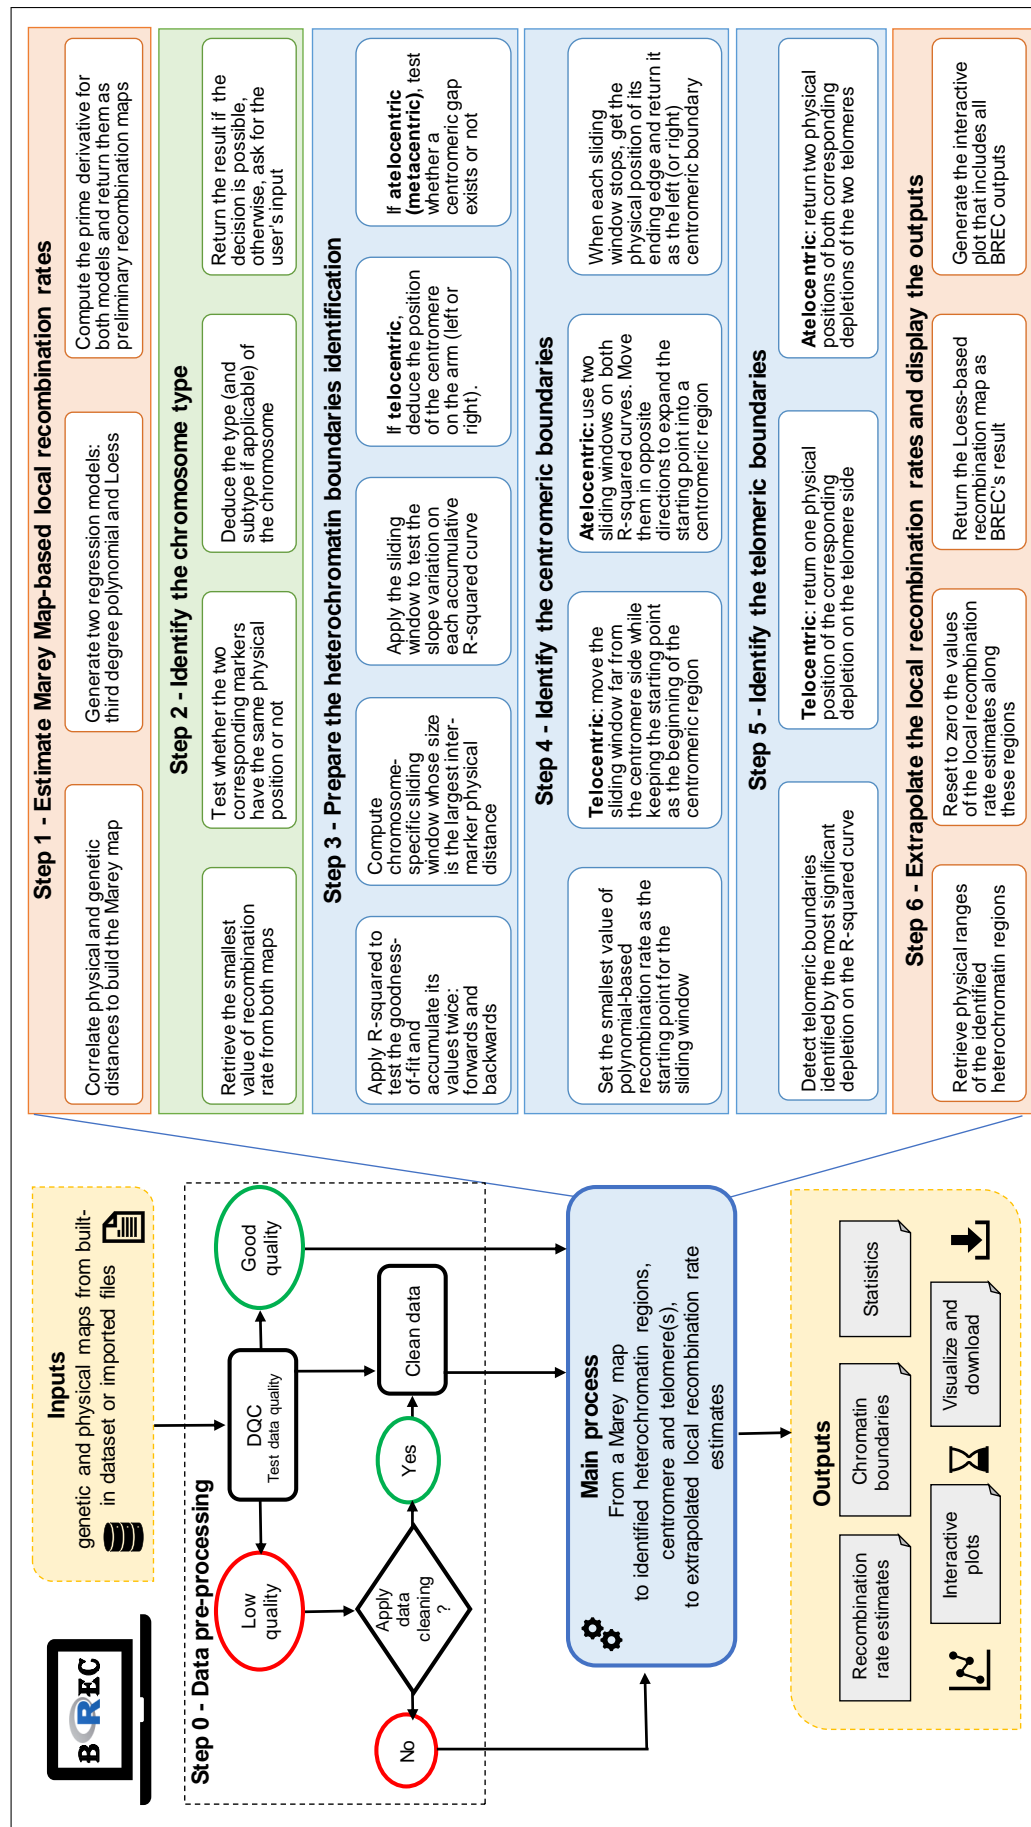 BREC
Inputs
genetic and physical maps from built-
in dataset or imported files
Step 0 - Data pre-processing
DQC
Test data quality
Low
quality
Good
quality
Apply
data
cleaning
?
No
Yes
Clean data
Main process
From a Marey map
to identified heterochromatin regions,
centromere and telomere(s),
to extrapolated local recombination rate
estimates
Outputs
Recombination
rate estimates
Chromatin
boundaries
Statistics
Interactive
plots
Visualize and
download
Step 1 - Estimate Marey Map-based local recombination rates
Correlate physical and genetic
distances to build the Marey map
Generate two regression models:
third degree polynomial and Loess
Compute the prime derivative for
both models and return them as
preliminary recombination maps
Step 2 - Identify the chromosome type
Retrieve the smallest
value of recombination
rate from both maps
Test whether the two
corresponding markers
have the same physical
position or not
Deduce the type (and
subtype if applicable) of
the chromosome
Return the result if the
decision is possible,
otherwise, ask for the
user's input
Step 3 - Prepare the heterochromatin boundaries identification
Apply R-squared to
test the goodness-
of-fit and
accumulate its
values twice:
forwards and
backwards
Compute
chromosome-
specific sliding
window whose size
is the largest inter-
marker physical
distance
Apply the sliding
window to test the
slope variation on
each accumulative
R-squared curve
If telocentric,
deduce the position
of the centromere
on the arm (left or
right).
If atelocentric
(metacentric), test
whether a
centromeric gap
exists or not
Step 4 - Identify the centromeric boundaries
Set the smallest value of
polynomial-based
recombination rate as the
starting point for the
sliding window
Telocentric: move the
sliding window far from
the centromere side while
keeping the starting point
as the beginning of the
centromeric region
Atelocentric: use two
sliding windows on both
R-squared curves. Move
them in opposite
directions to expand the
starting point into a
centromeric region
When each sliding
window stops, get the
physical position of its
ending edge and return it
as the left (or right)
centromeric boundary
Step 5 - Identify the telomeric boundaries
Detect telomeric boundaries
identified by the most significant
depletion on the R-squared curve
Telocentric: return one physical
position of the corresponding
depletion on the telomere side
Atelocentric: return two physical
positions of both corresponding
depletions of the two telomeres
Step 6 - Extrapolate the local recombination rates and display the outputs
Retrieve physical ranges
of the identified
heterochromatin regions
Reset to zero the values
of the local recombination
rate estimates along
these regions
Return the Loess-based
recombination map as
BREC's result
Generate the interactive
plot that includes all
BREC outputs